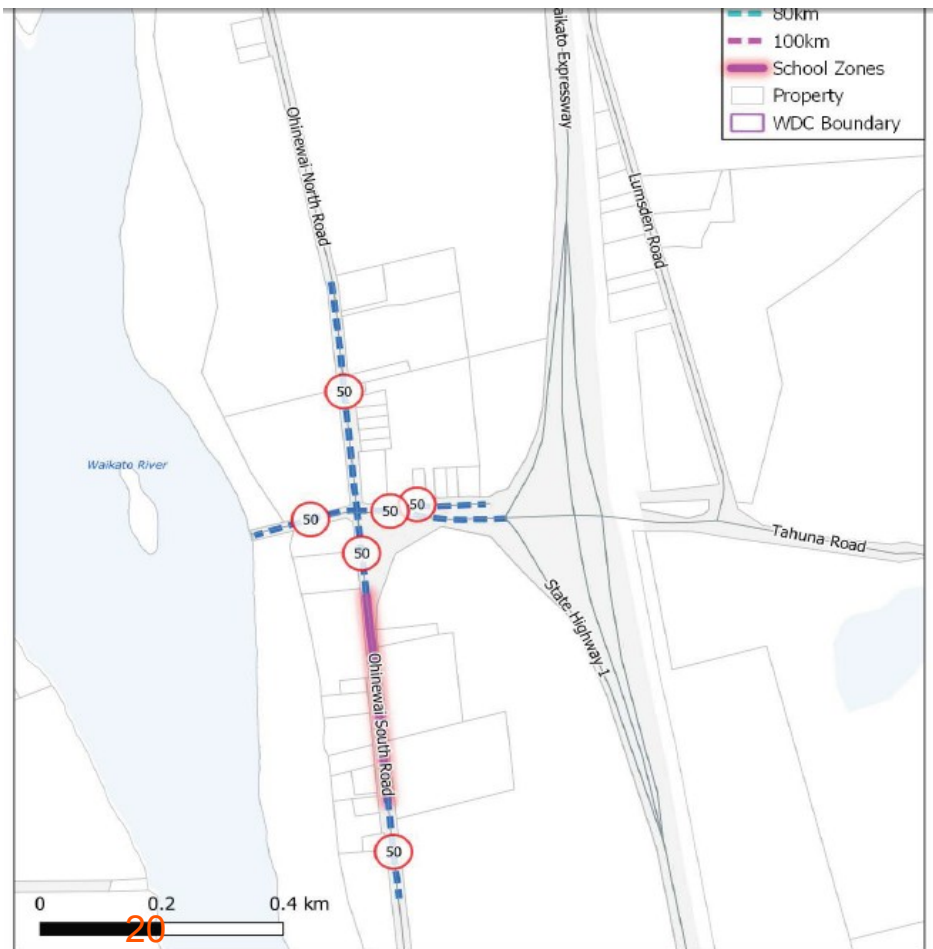 80km
100km
School Zones
Property
WDC Boundary
aikato-Expressway
Ohinewai-North-Road
Lumsden-Road
50
Waikato River
50
50
50
50
Tahuna Road
State-Highway-1
Ohinewai-South-Road
50
0
0.2
0.4 km
20